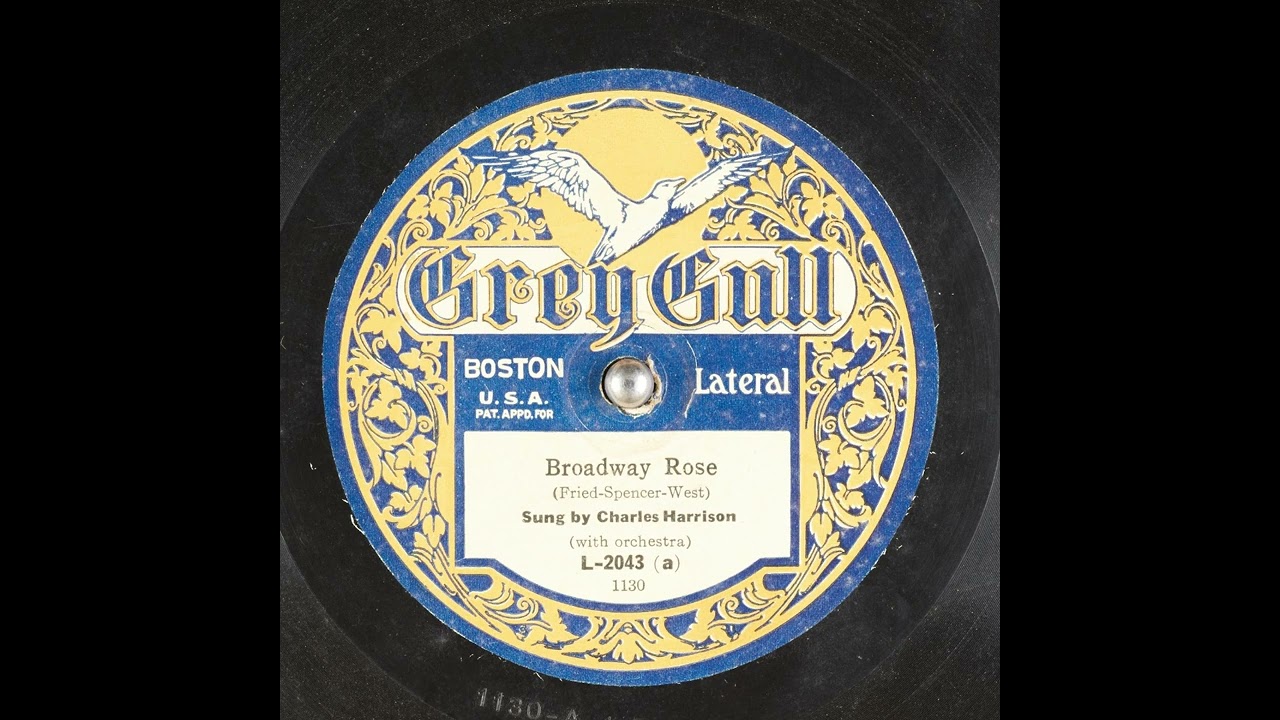 Grey Gull
BOSTON
U.S.A.
PAT. APPD. FOR
Lateral
Broadway Rose
(Fried-Spencer-West)
Sung by Charles Harrison
(with orchestra)
L-2043 (a)
1130
1130-A